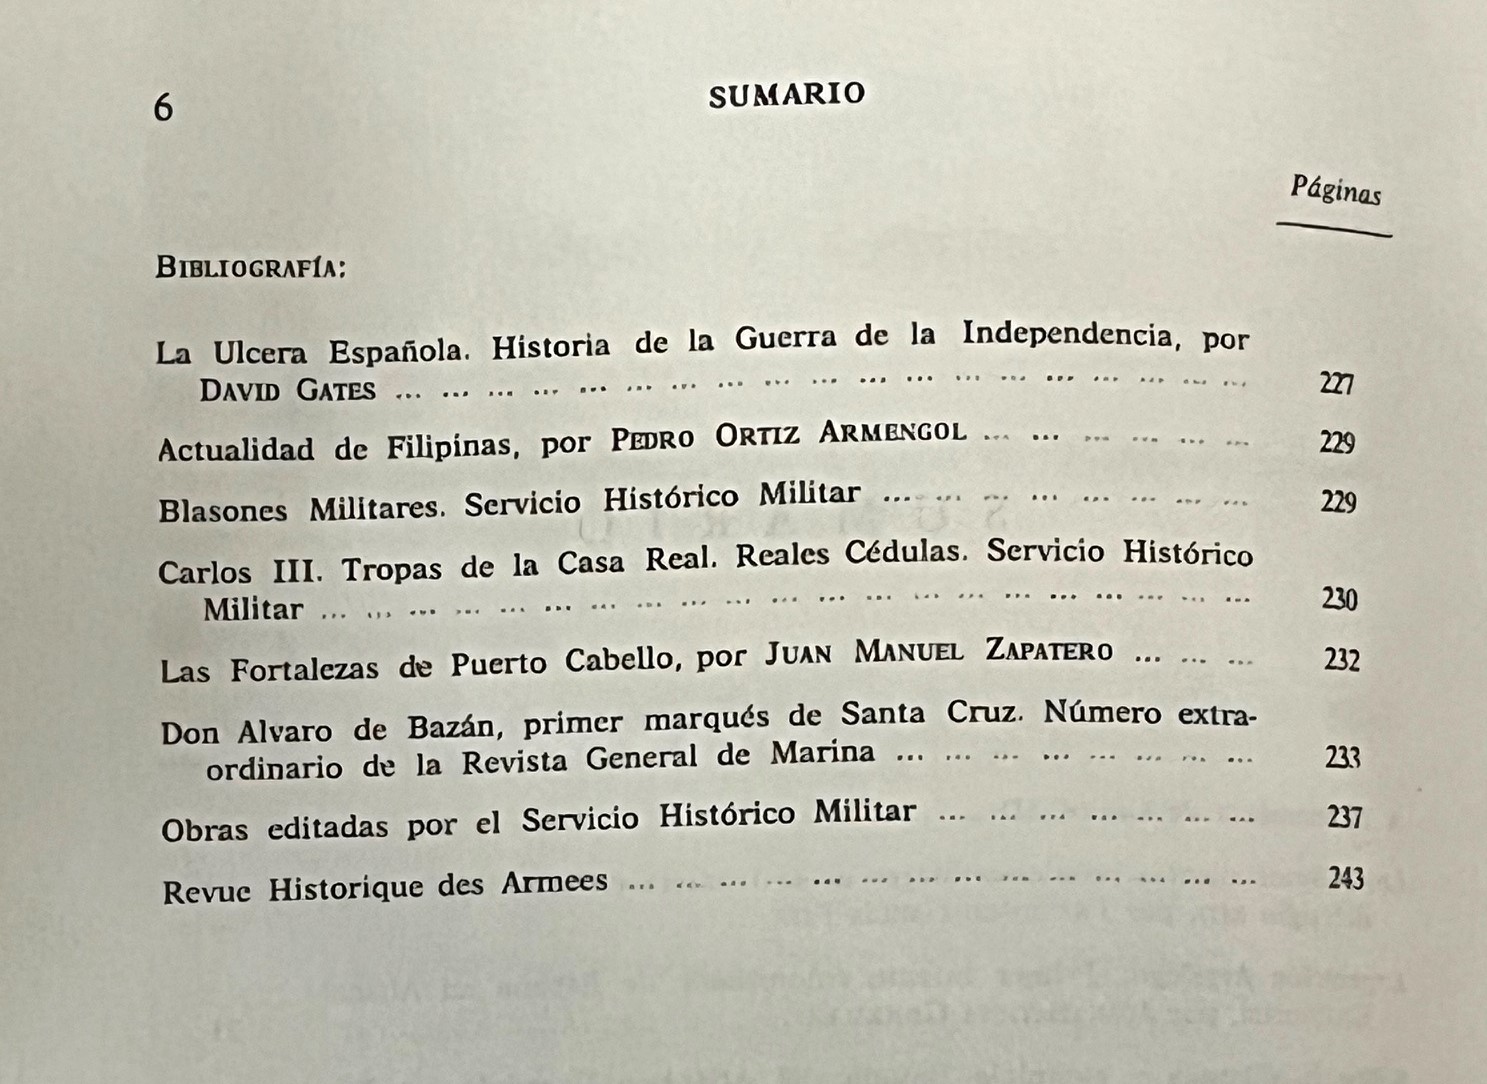 6 SUMARIO
Páginas
BIBLIOGRAFÍA:
La Ulcera Española. Historia de la Guerra de la Independencia, por
DAVID GATES ... ... ... ... ... ... ... ... ... ... ... ... ... ... ... ... ... ... ... 227
Actualidad de Filipinas, por PEDRO ORTIZ ARMENGOL ... ... ... ... ... ... 229
Blasones Militares. Servicio Histórico Militar ... ... ... ... ... ... ... ... 229
Carlos III. Tropas de la Casa Real. Reales Cédulas. Servicio Histórico
Militar ... ... ... ... ... ... ... ... ... ... ... ... ... ... ... ... ... ... ... ... ... 230
Las Fortalezas de Puerto Cabello, por JUAN MANUEL ZAPATERO ... ... ... 232
Don Alvaro de Bazán, primer marqués de Santa Cruz. Número extra-
ordinario de la Revista General de Marina ... ... ... ... ... ... ... ... 233
Obras editadas por el Servicio Histórico Militar ... ... ... ... ... ... ... 237
Revue Historique des Armees ... ... ... ... ... ... ... ... ... ... ... ... ... ... 243